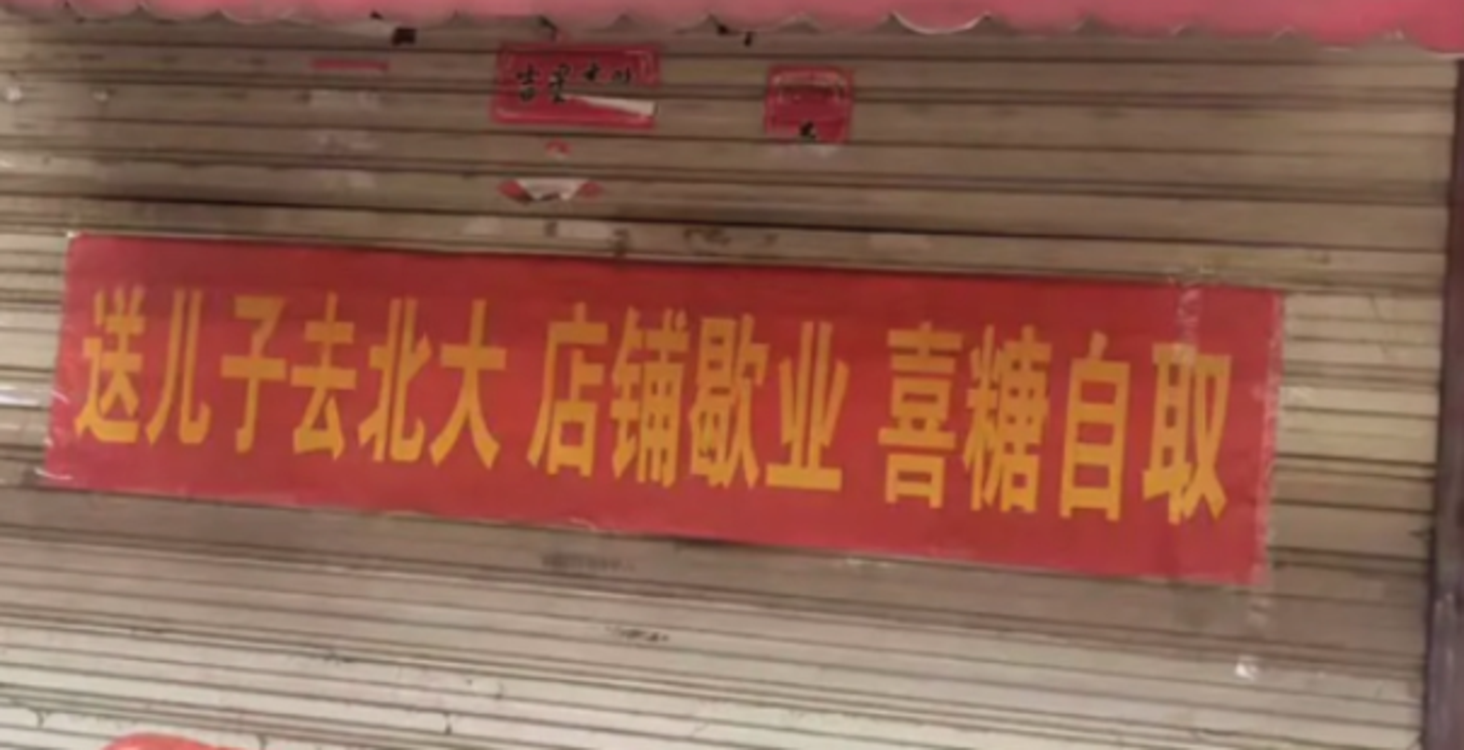 送儿子去北大 店铺歇业 喜糖自取